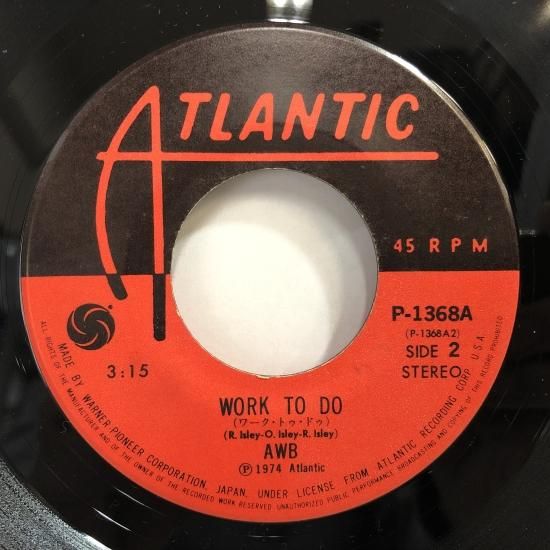 ATLANTIC
45 RPM
P-1368A
(P-1368A2)
SIDE 2
STEREO
3:15
WORK TO DO
(ワーク・トゥ・ドゥ)
(R. Isley-O. Isley-R. Isley)
AWB
Ⓟ1974 Atlantic
MADE BY WARNER-PIONEER CORPORATION, JAPAN, UNDER LICENSE FROM ATLANTIC RECORDING CORP. U.S.A.
ALL RIGHTS OF THE MANUFACTURER AND OF THE OWNER OF THE RECORDED WORK RESERVED. UNAUTHORIZED PUBLIC PERFORMANCE BROADCASTING AND COPYING OF THIS RECORD PROHIBITED